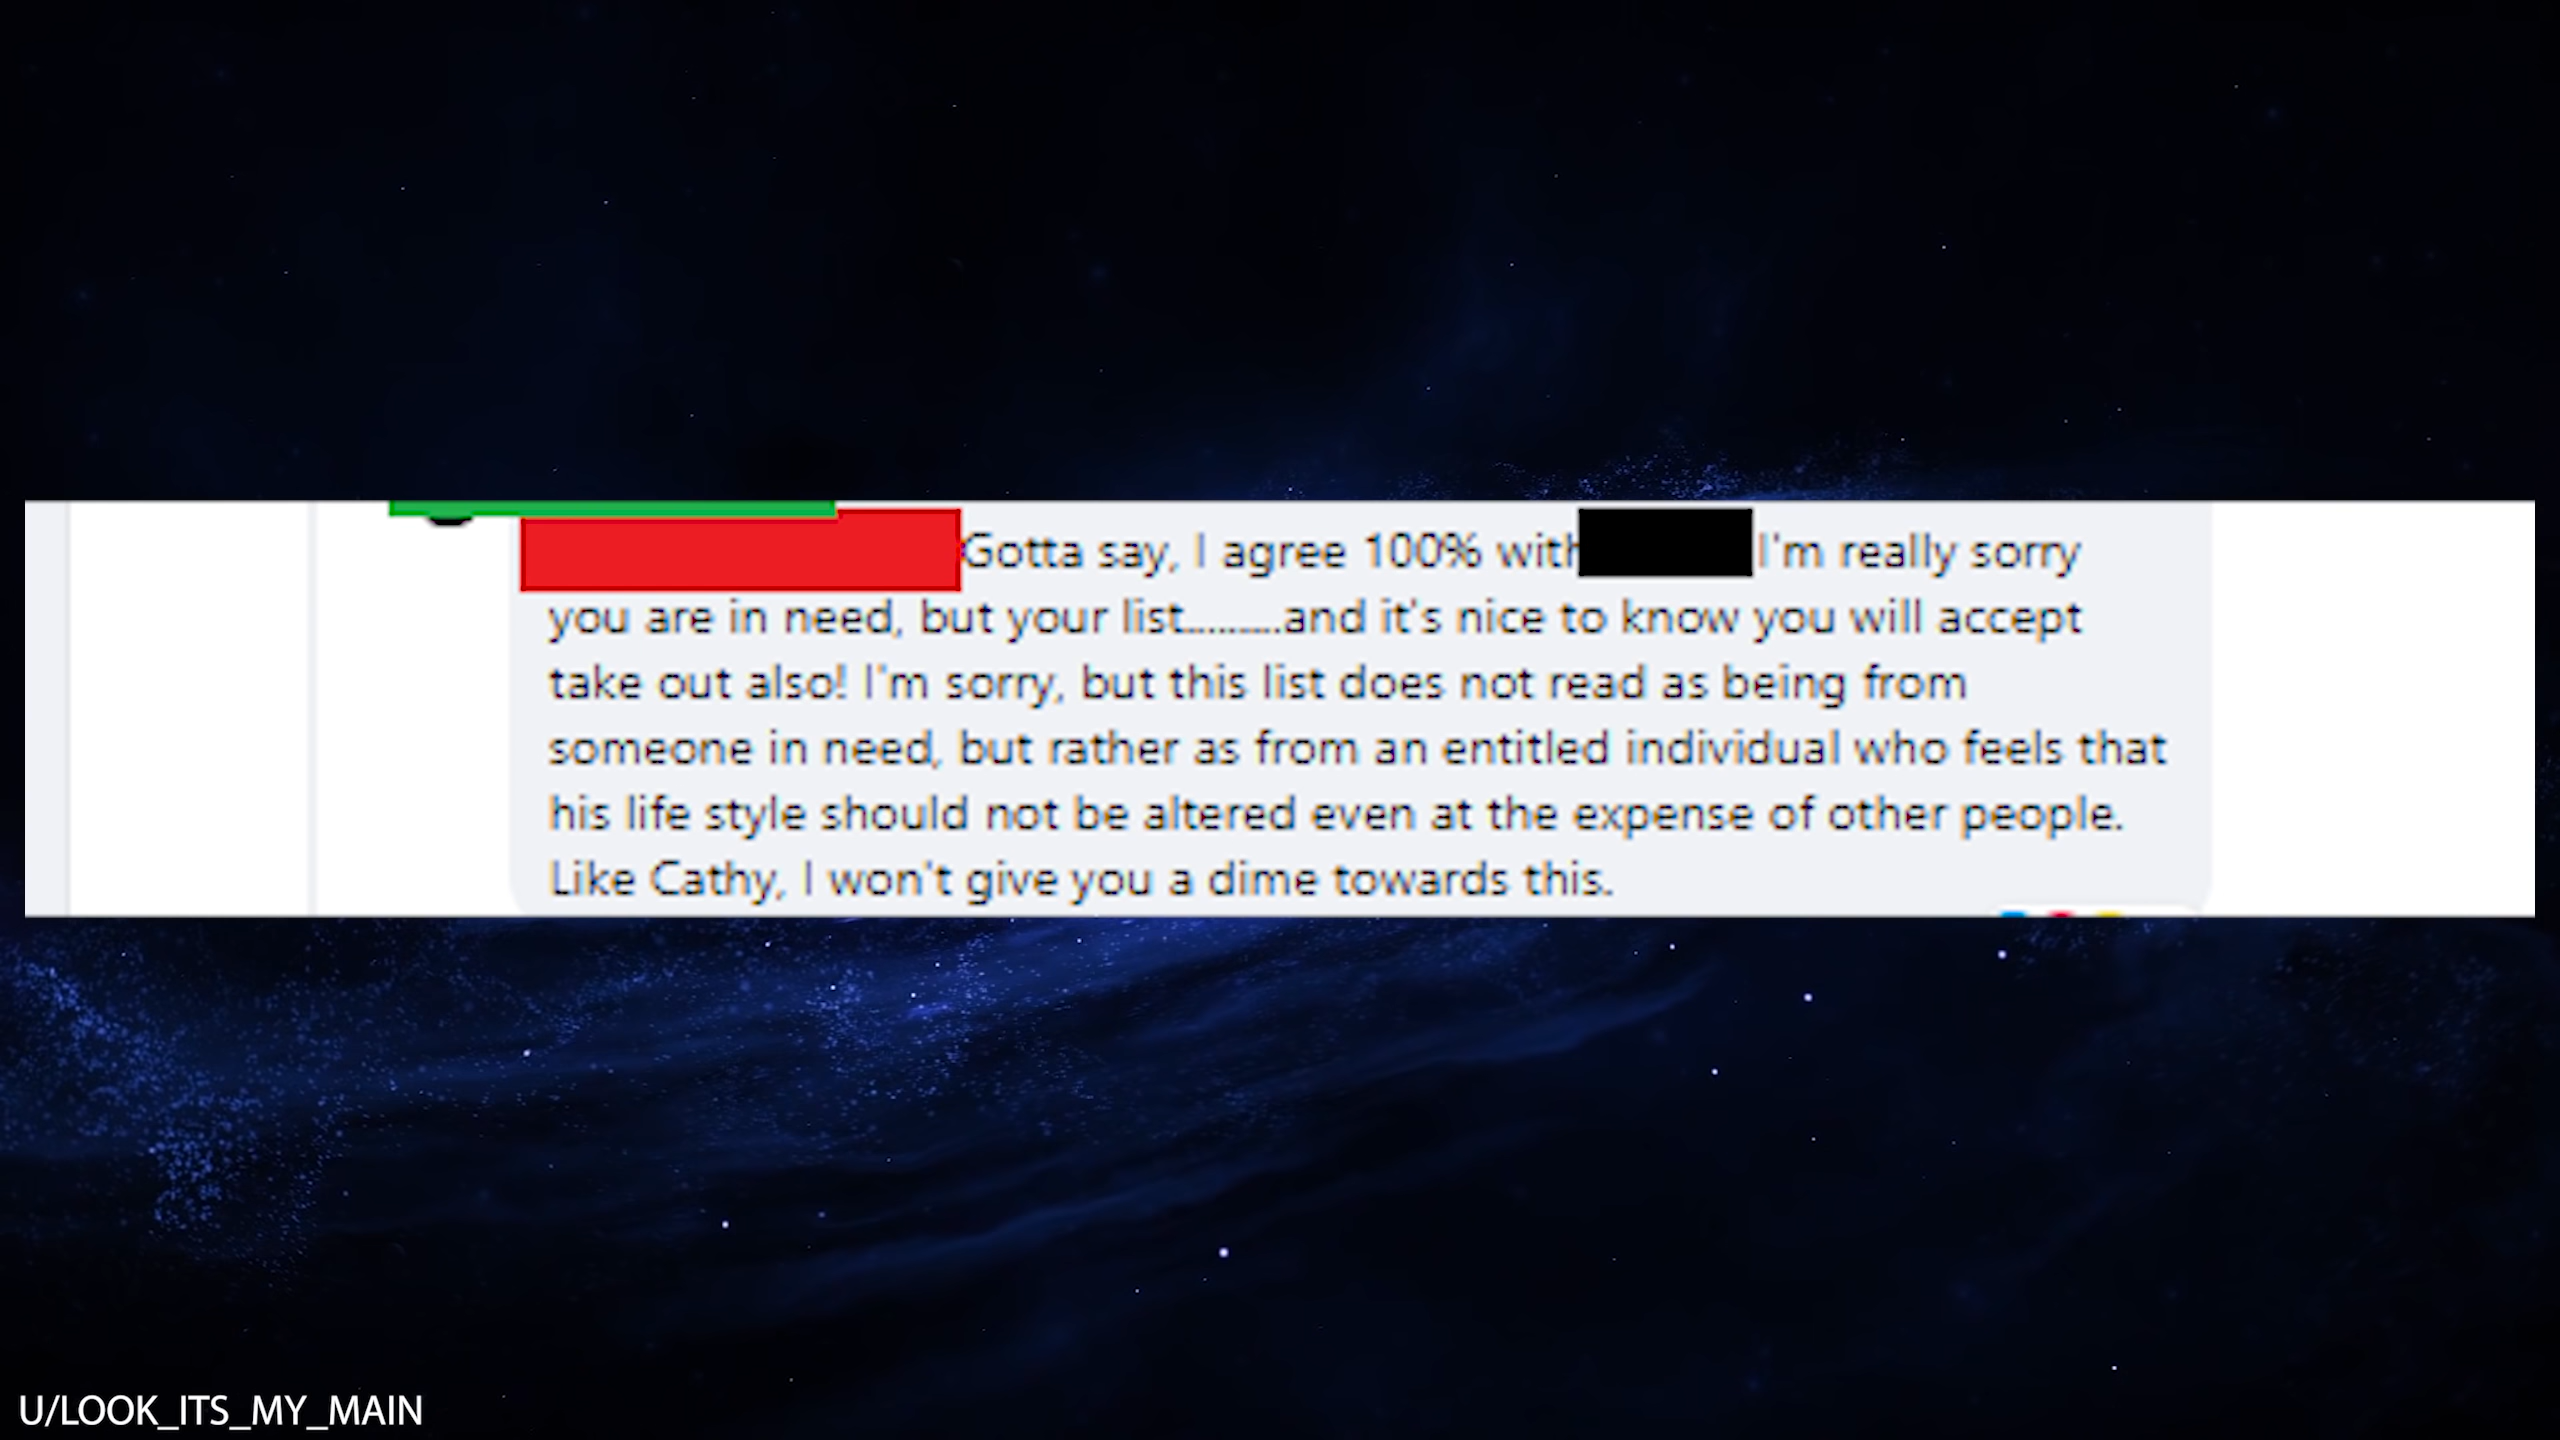 Gotta say, I agree 100% with I'm really sorry
you are in need, but your list..........and it's nice to know you will accept
take out also! I'm sorry, but this list does not read as being from
someone in need, but rather as from an entitled individual who feels that
his life style should not be altered even at the expense of other people.
Like Cathy, I won't give you a dime towards this.
U/LOOK_ITS_MY_MAIN